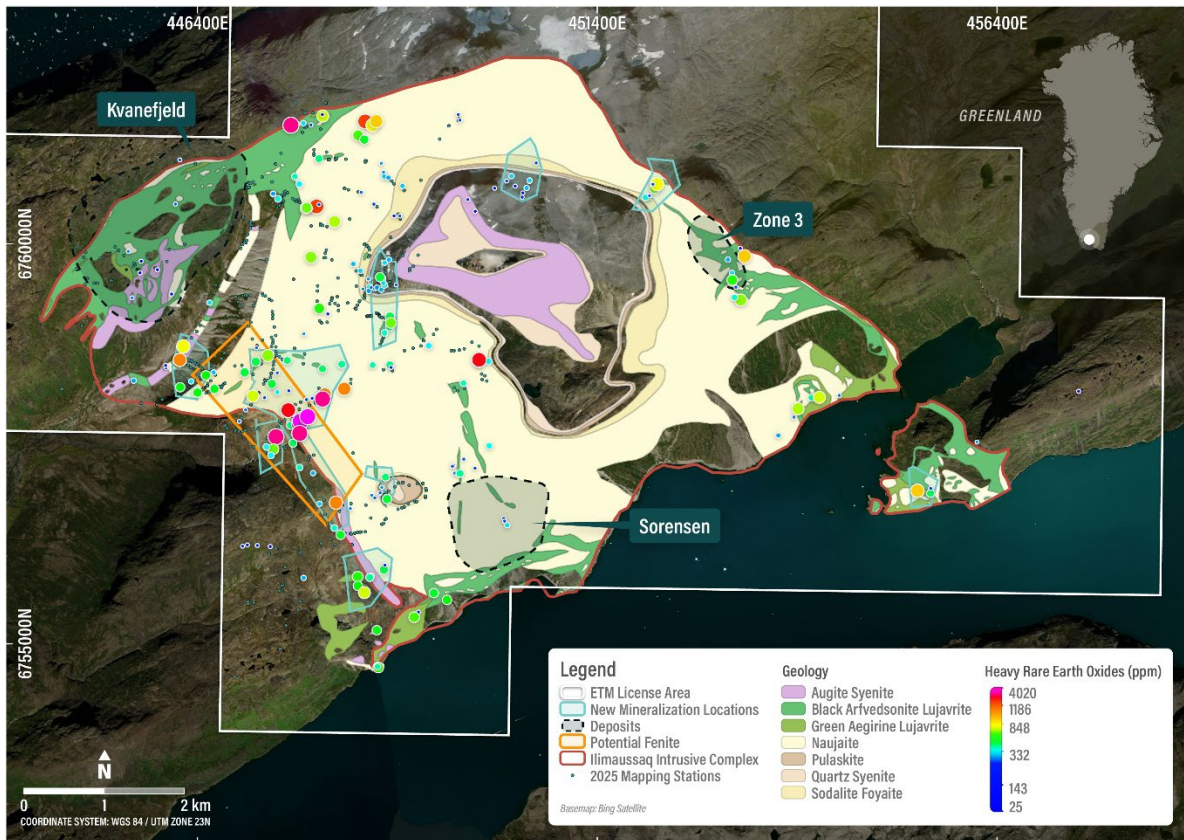 446400E
451400E
456400E
6760000N
6755000N
Kvanefjeld
GREENLAND
Zone 3
Sorensen
N
0 1 2 km
COORDINATE SYSTEM: WGS 84 / UTM ZONE 23N
Legend
ETM License Area
New Mineralization Locations
Deposits
Potential Fenite
Ilimaussaq Intrusive Complex
2025 Mapping Stations
Basemap: Bing Satellite
Geology
Augite Syenite
Black Arfvedsonite Lujavrite
Green Aegirine Lujavrite
Naujaite
Pulaskite
Quartz Syenite
Sodalite Foyaite
Heavy Rare Earth Oxides (ppm)
4020
1186
848
332
143
25